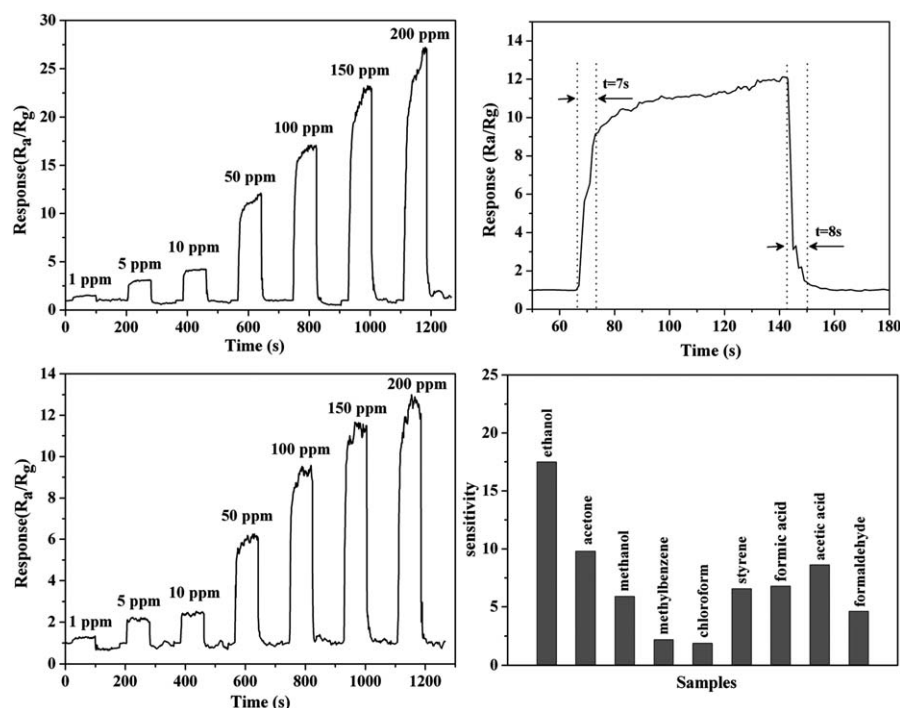 30
25
20
15
10
5
0
Response(Ra/Rg)
1 ppm
5 ppm
10 ppm
50 ppm
100 ppm
150 ppm
200 ppm
0 200 400 600 800 1000 1200
Time (s)
14
12
10
8
6
4
2
0
Response (Ra/Rg)
t=7s
t=8s
60 80 100 120 140 160 180
Time (s)
14
12
10
8
6
4
2
0
Response(Ra/Rg)
1 ppm
5 ppm
10 ppm
50 ppm
100 ppm
150 ppm
200 ppm
0 200 400 600 800 1000 1200
Time (s)
25
20
15
10
5
0
sensitivity
ethanol
acetone
methanol
methylbenzene
chloroform
styrene
formic acid
acetic acid
formaldehyde
Samples